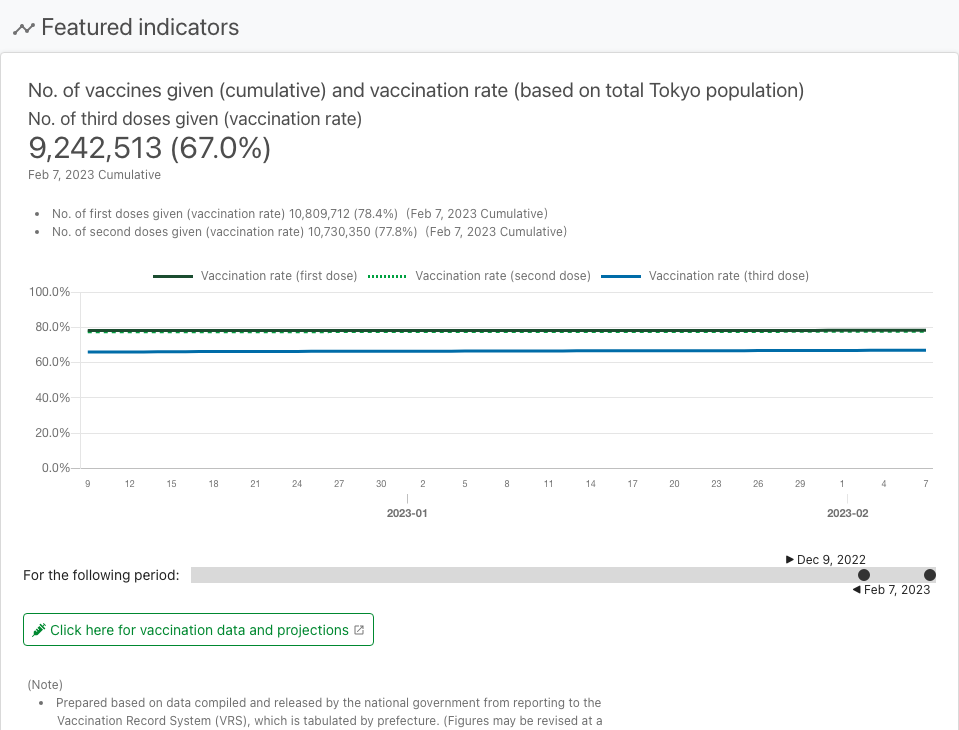 Featured indicators
No. of vaccines given (cumulative) and vaccination rate (based on total Tokyo population)
No. of third doses given (vaccination rate)
9,242,513 (67.0%)
Feb 7, 2023 Cumulative
• No. of first doses given (vaccination rate) 10,809,712 (78.4%) (Feb 7, 2023 Cumulative)
• No. of second doses given (vaccination rate) 10,730,350 (77.8%) (Feb 7, 2023 Cumulative)
Vaccination rate (first dose) Vaccination rate (second dose) Vaccination rate (third dose)
100.0%
80.0%
60.0%
40.0%
20.0%
0.0%
9 12 15 18 21 24 27 30 2 5 8 11 14 17 20 23 26 29 1 4 7
2023-01 2023-02
▶ Dec 9, 2022
For the following period:
◀ Feb 7, 2023
Click here for vaccination data and projections
(Note)
• Prepared based on data compiled and released by the national government from reporting to the
Vaccination Record System (VRS), which is tabulated by prefecture. (Figures may be revised at a